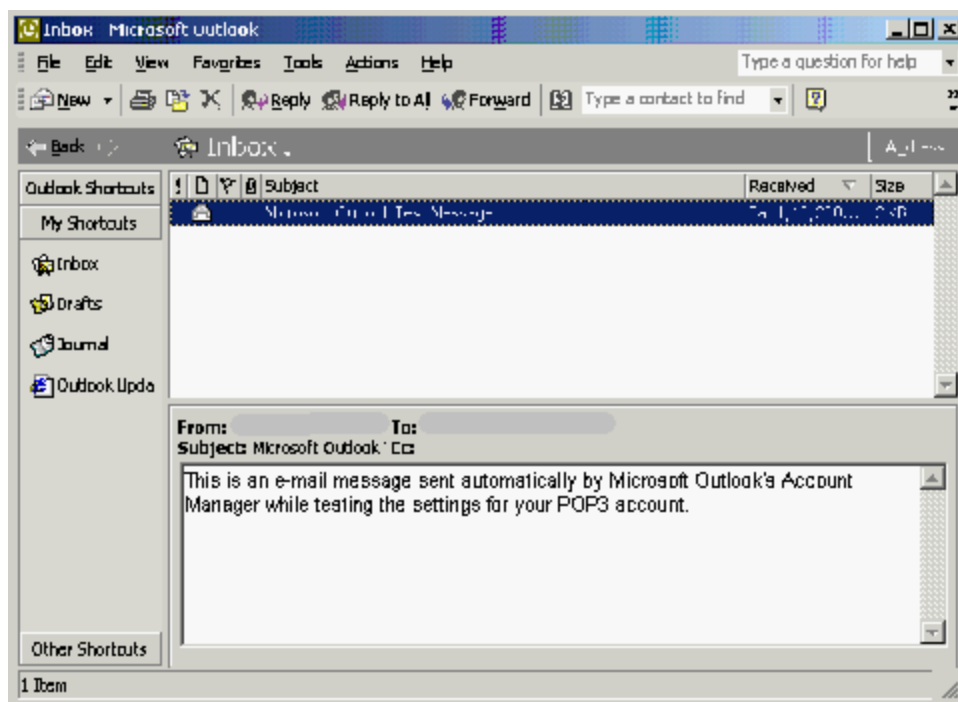 Inbox Microsoft Outlook
File Edit View Favorites Tools Actions Help Type a question for help
New Reply Reply to All Forward Type a contact to find
Back Inbox .
Outlook Shortcuts ! Subject Received Size
My Shortcuts Message
Inbox
Drafts
Journal
Outlook Upda
From: To:
Subject: Microsoft Outlook ' Cc:
This is an e-mail message sent automatically by Microsoft Outlook's Account
Manager while testing the settings for your POP3 account.
Other Shortcuts
1 Item